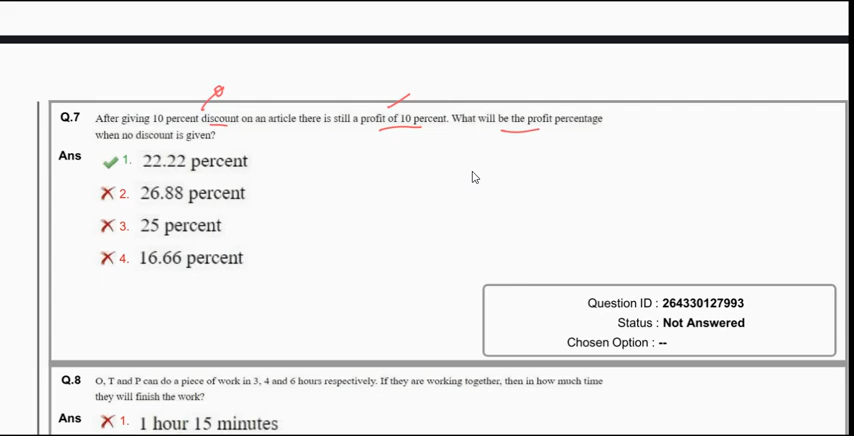 Q.7 After giving 10 percent discount on an article there is still a profit of 10 percent. What will be the profit percentage
when no discount is given?
Ans 1. 22.22 percent
2. 26.88 percent
3. 25 percent
4. 16.66 percent
Question ID : 264330127993
Status : Not Answered
Chosen Option : --
Q.8 O, T and P can do a piece of work in 3, 4 and 6 hours respectively. If they are working together, then in how much time
they will finish the work?
Ans 1. 1 hour 15 minutes